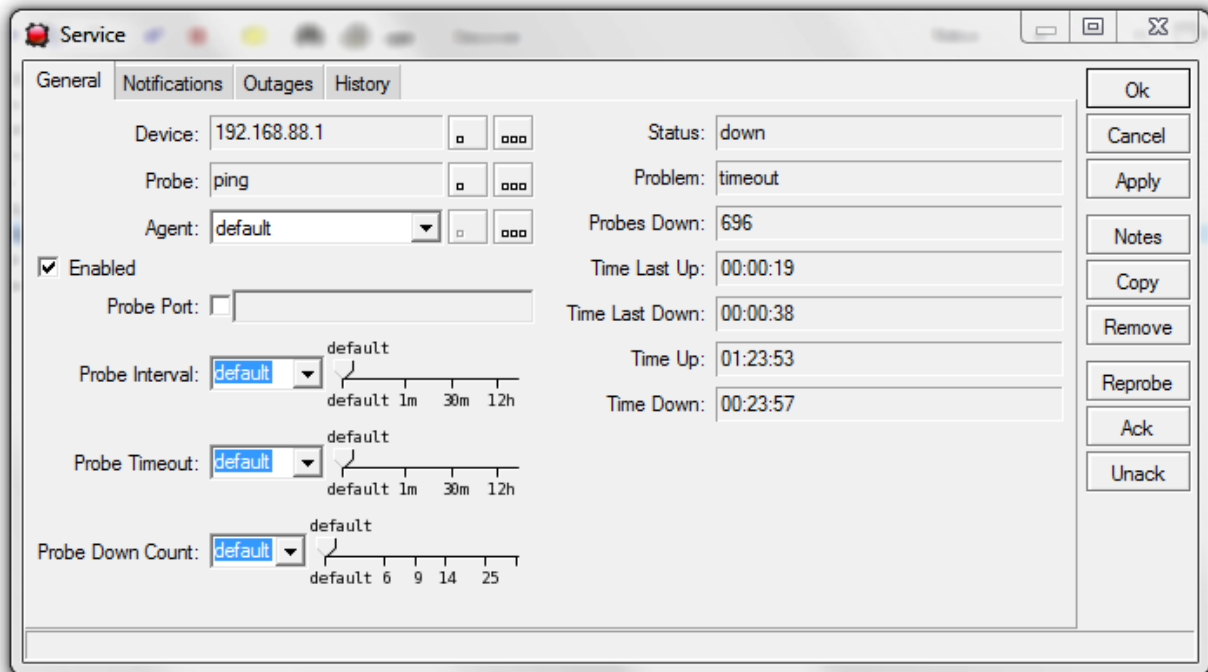 Service
General Notifications Outages History
Device: 192.168.88.1
Probe: ping
Agent: default
Enabled
Probe Port:
Probe Interval: default
default
default 1m 30m 12h
Probe Timeout: default
default
default 1m 30m 12h
Probe Down Count: default
default
default 6 9 14 25
Status: down
Problem: timeout
Probes Down: 696
Time Last Up: 00:00:19
Time Last Down: 00:00:38
Time Up: 01:23:53
Time Down: 00:23:57
Ok
Cancel
Apply
Notes
Copy
Remove
Reprobe
Ack
Unack